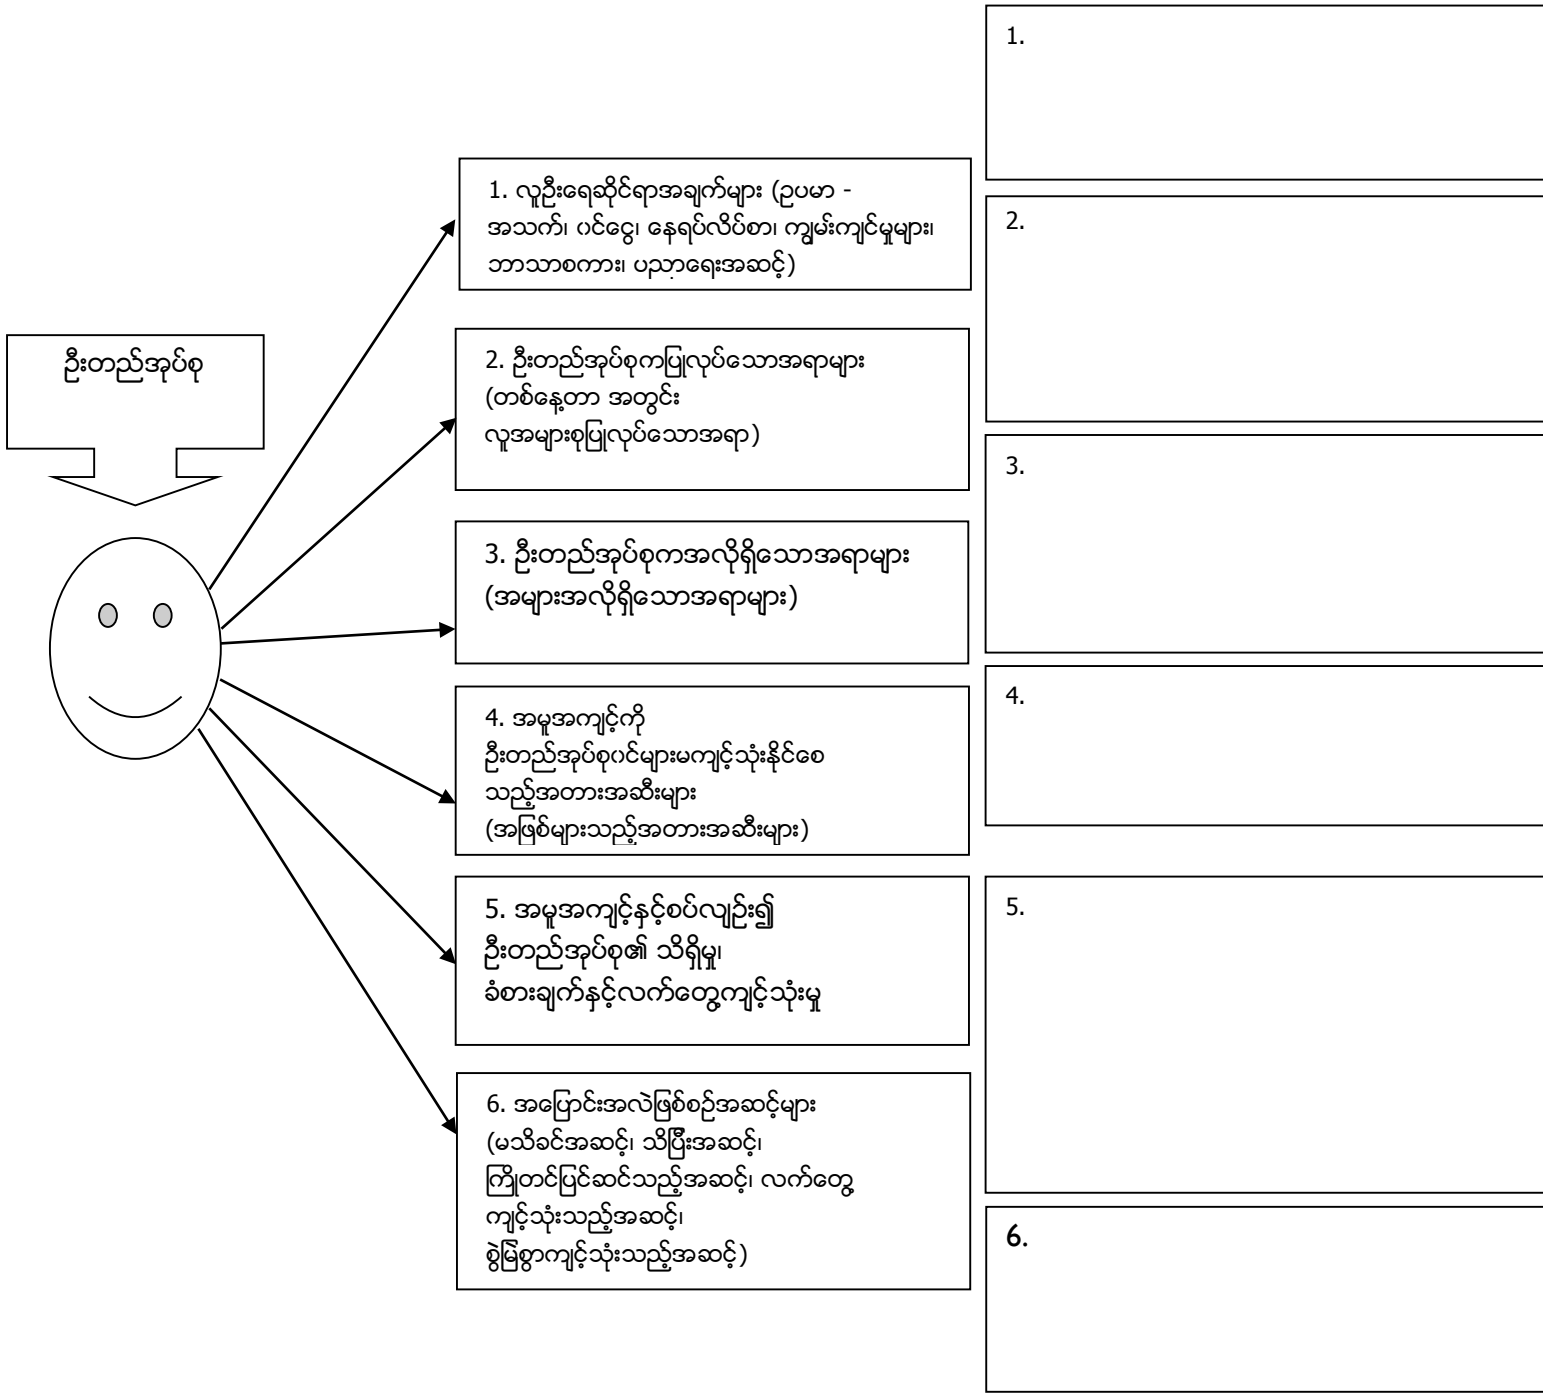 ဦးတည်အုပ်စု
1. လူဦးရေဆိုင်ရာအချက်များ (ဥပမာ -
အသက်၊ ဝင်ငွေ၊ နေရပ်လိပ်စာ၊ ကျွမ်းကျင်မှုများ၊
ဘာသာစကား၊ ပညာရေးအဆင့်)
2. ဦးတည်အုပ်စုကပြုလုပ်သောအရာများ
(တစ်နေ့တာ အတွင်း
လူအများစုပြုလုပ်သောအရာ)
3. ဦးတည်အုပ်စုကအလိုရှိသောအရာများ
(အများအလိုရှိသောအရာများ)
4. အမူအကျင့်ကို
ဦးတည်အုပ်စုဝင်များမကျင့်သုံးနိုင်စေ
သည့်အတားအဆီးများ
(အဖြစ်များသည့်အတားအဆီးများ)
5. အမူအကျင့်နှင့်စပ်လျဉ်း၍
ဦးတည်အုပ်စု၏ သိရှိမှု၊
ခံစားချက်နှင့်လက်တွေ့ကျင့်သုံးမှု
6. အပြောင်းအလဲဖြစ်စဉ်အဆင့်များ
(မသိခင်အဆင့်၊ သိပြီးအဆင့်၊
ကြိုတင်ပြင်ဆင်သည့်အဆင့်၊ လက်တွေ့
ကျင့်သုံးသည့်အဆင့်၊
စွဲမြဲစွာကျင့်သုံးသည့်အဆင့်)
1.
2.
3.
4.
5.
6.